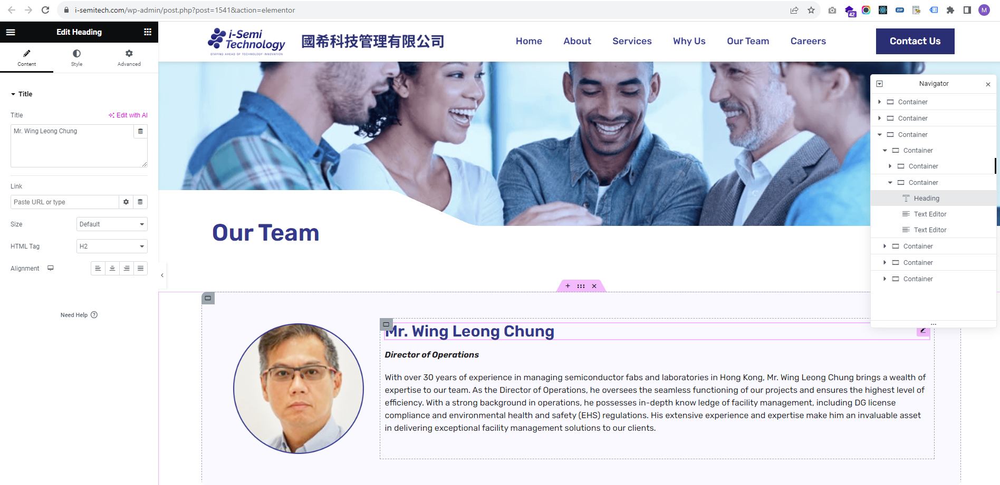 i-semitech.com/wp-admin/post.php?post=1541&action=elementor
42
ZIP
M
Edit Heading
Content
Style
Advanced
Title
Title
Edit with AI
Mr. Wing Leong Chung
Link
Paste URL or type
Size
Default
HTML Tag
H2
Alignment
Need Help
i-Semi
Technology
STAYING AHEAD OF TECHNOLOGY INNOVATION
國希科技管理有限公司
Home
About
Services
Why Us
Our Team
Careers
Contact Us
Our Team
Mr. Wing Leong Chung
Director of Operations
With over 30 years of experience in managing semiconductor fabs and laboratories in Hong Kong, Mr. Wing Leong Chung brings a wealth of
expertise to our team. As the Director of Operations, he oversees the seamless functioning of our projects and ensures the highest level of
efficiency. With a strong background in operations, he possesses in-depth know ledge of facility management, including DG license
compliance and environmental health and safety (EHS) regulations. His extensive experience and expertise make him an invaluable asset
in delivering exceptional facility management solutions to our clients.
Navigator
Container
Container
Container
Container
Container
Container
Heading
Text Editor
Text Editor
Container
Container
Container